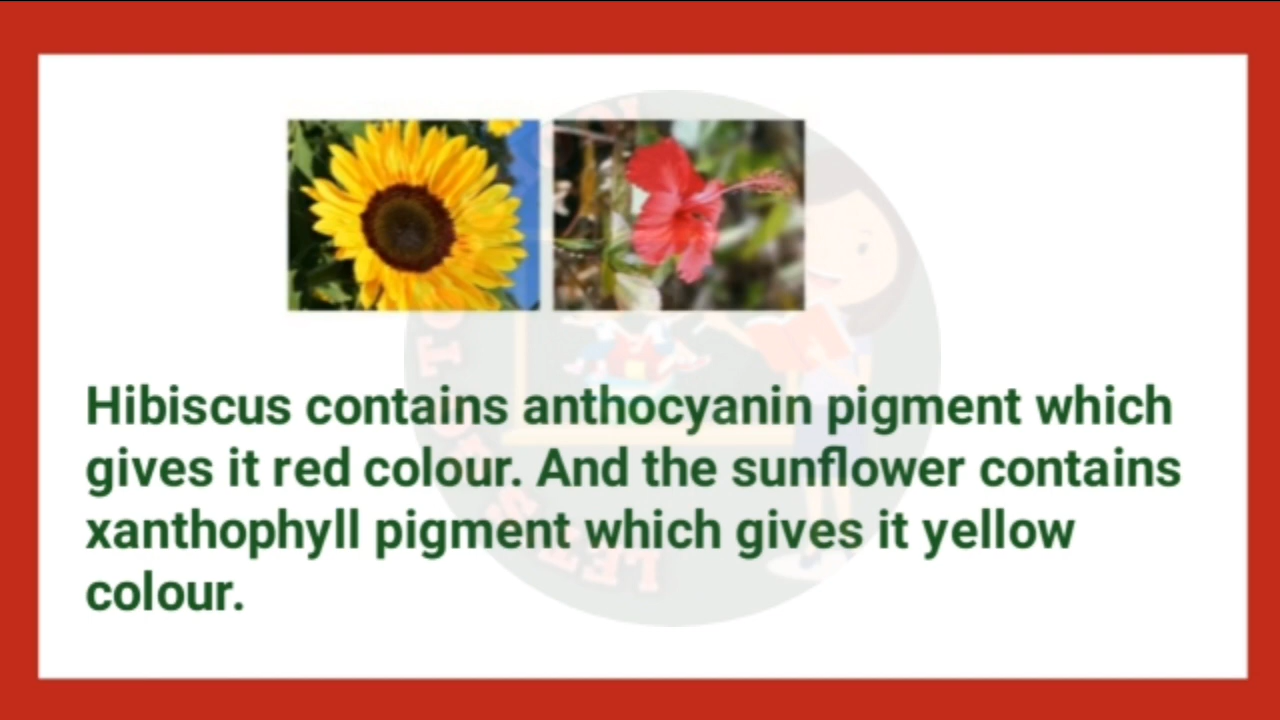 Hibiscus contains anthocyanin pigment which
gives it red colour. And the sunflower contains
xanthophyll pigment which gives it yellow
colour.